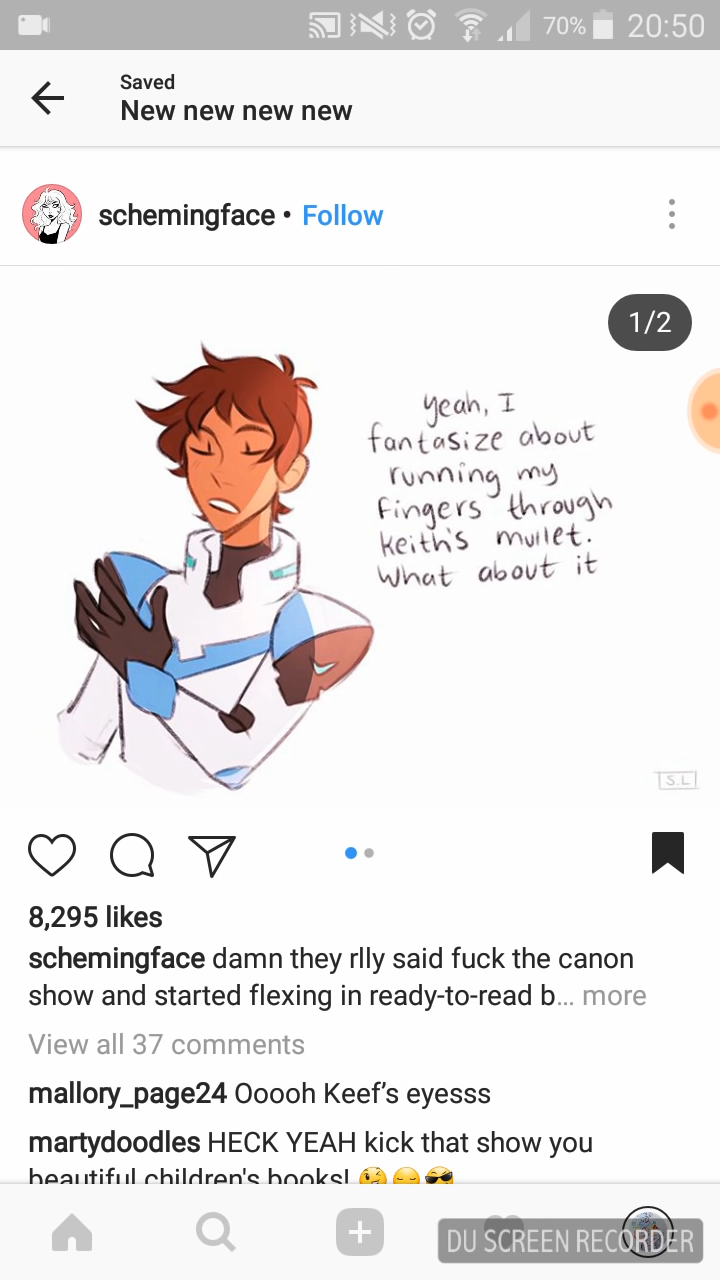 70% 20:50
Saved
New new new new
schemingface • Follow
1/2
yeah, I
fantasize about
running my
fingers through
keith's mullet.
What about it
S.L
8,295 likes
schemingface damn they rlly said fuck the canon
show and started flexing in ready-to-read b... more
View all 37 comments
mallory_page24 Ooooh Keef's eyesss
martydoodles HECK YEAH kick that show you
beautiful children's books! 🤔😔😎
DU SCREEN RECORDER